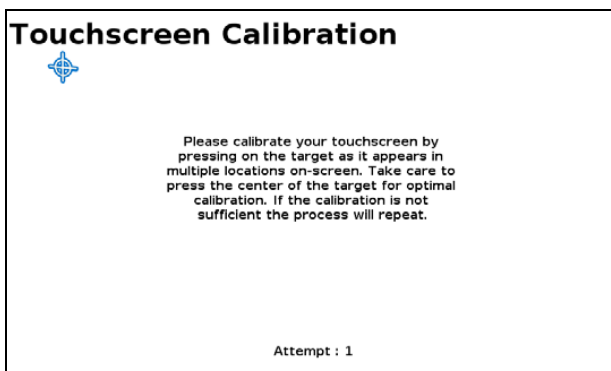 Touchscreen Calibration
Please calibrate your touchscreen by
pressing on the target as it appears in
multiple locations on-screen. Take care to
press the center of the target for optimal
calibration. If the calibration is not
sufficient the process will repeat.
Attempt : 1